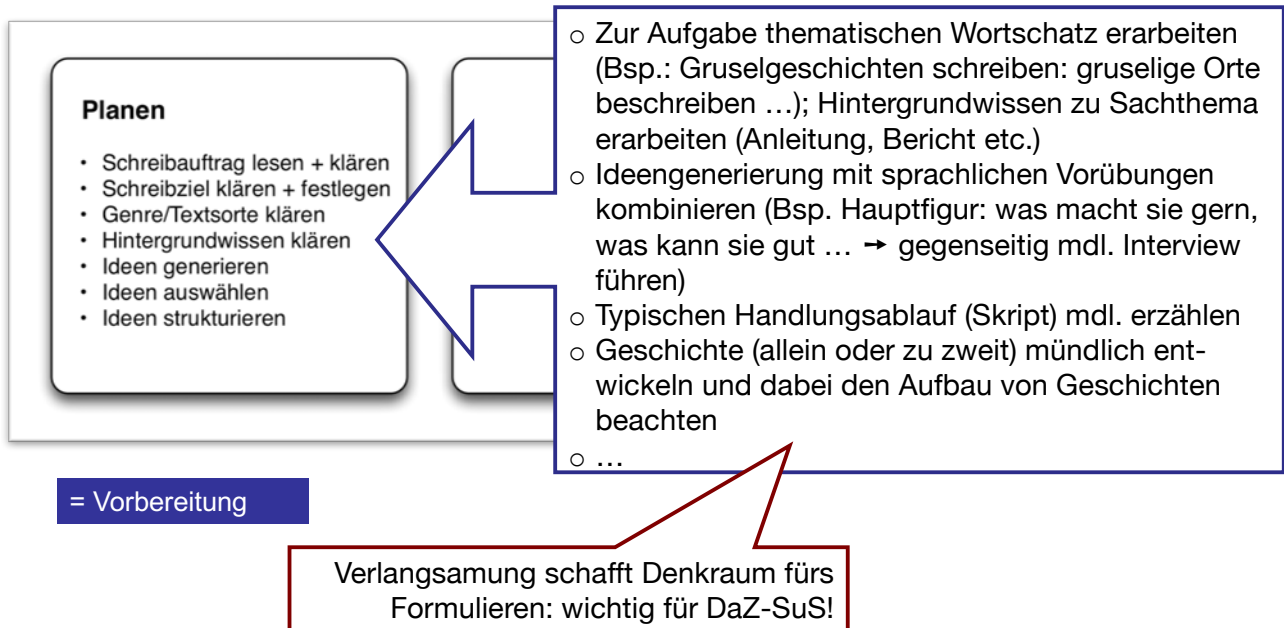 Planen
• Schreibauftrag lesen + klären
• Schreibziel klären + festlegen
• Genre/Textsorte klären
• Hintergrundwissen klären
• Ideen generieren
• Ideen auswählen
• Ideen strukturieren
○ Zur Aufgabe thematischen Wortschatz erarbeiten
(Bsp.: Gruselgeschichten schreiben: gruselige Orte
beschreiben …); Hintergrundwissen zu Sachthema
erarbeiten (Anleitung, Bericht etc.)
○ Ideengenerierung mit sprachlichen Vorübungen
kombinieren (Bsp. Hauptfigur: was macht sie gern,
was kann sie gut … ➙ gegenseitig mdl. Interview
führen)
○ Typischen Handlungsablauf (Skript) mdl. erzählen
○ Geschichte (allein oder zu zweit) mündlich ent-
wickeln und dabei den Aufbau von Geschichten
beachten
○ …
= Vorbereitung
Verlangsamung schafft Denkraum fürs
Formulieren: wichtig für DaZ-SuS!